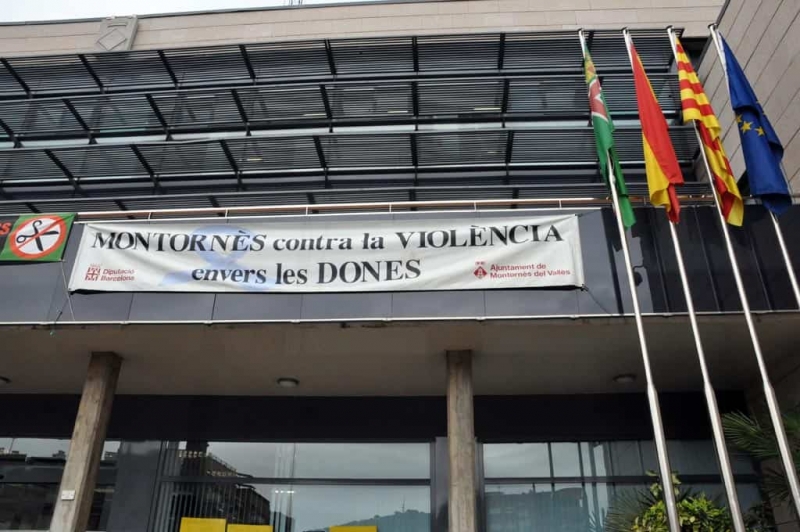 MONTORNÈS contra la VIOLÈNCIA
envers les DONES
Diputació
Barcelona
Ajuntament de
Montornès del Vallès